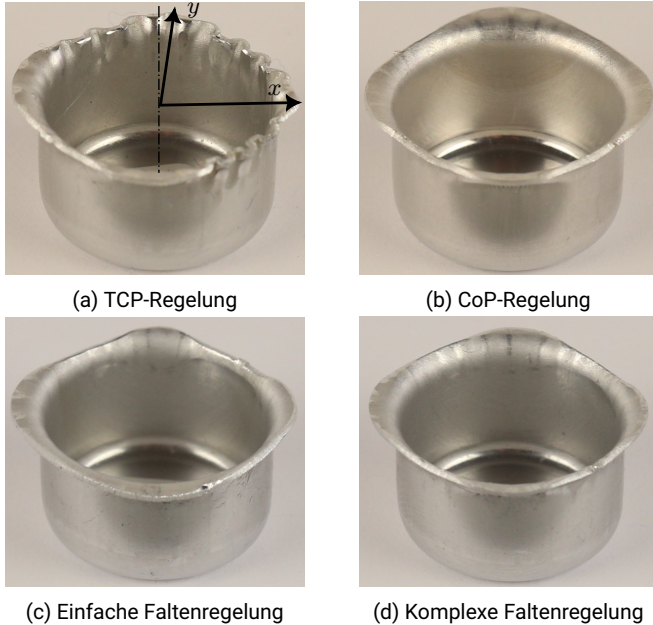 y
x
(a) TCP-Regelung
(b) CoP-Regelung
(c) Einfache Faltenregelung
(d) Komplexe Faltenregelung